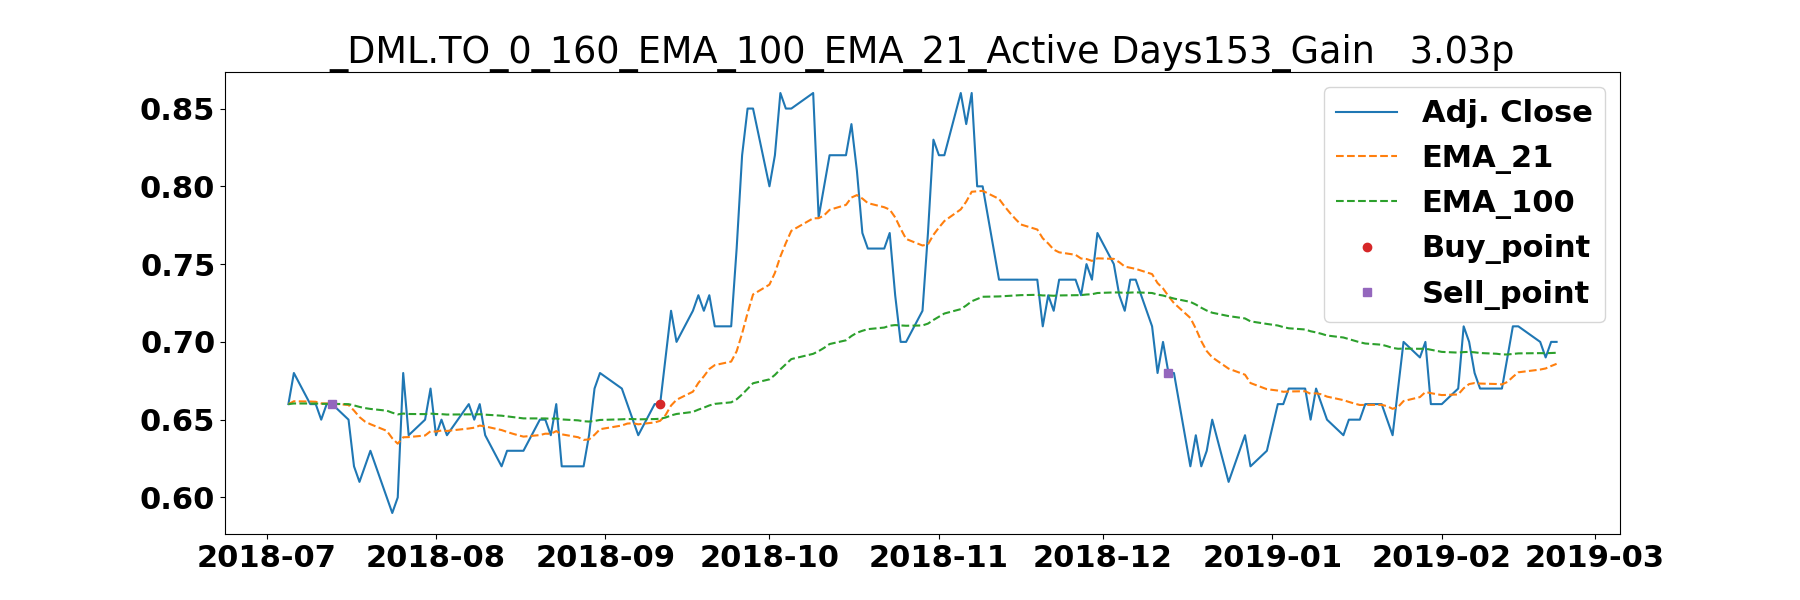 _DML.TO_0_160_EMA_100_EMA_21_Active Days153_Gain   3.03p
0.85
0.80
0.75
0.70
0.65
0.60
Adj. Close
EMA_21
EMA_100
Buy_point
Sell_point
2018-07 2018-08 2018-09 2018-10 2018-11 2018-12 2019-01 2019-02 2019-03